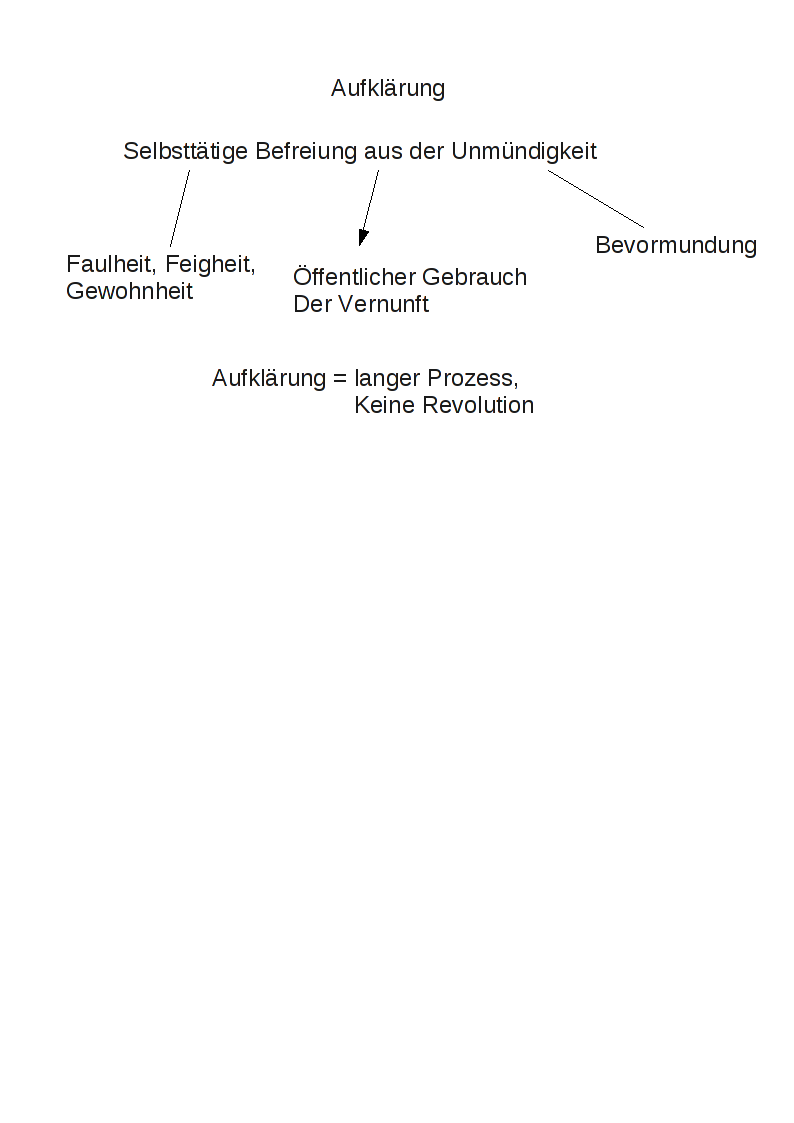 Aufklärung
Selbsttätige Befreiung aus der Unmündigkeit
Bevormundung
Faulheit, Feigheit,
Gewohnheit
Öffentlicher Gebrauch
Der Vernunft
Aufklärung = langer Prozess,
Keine Revolution